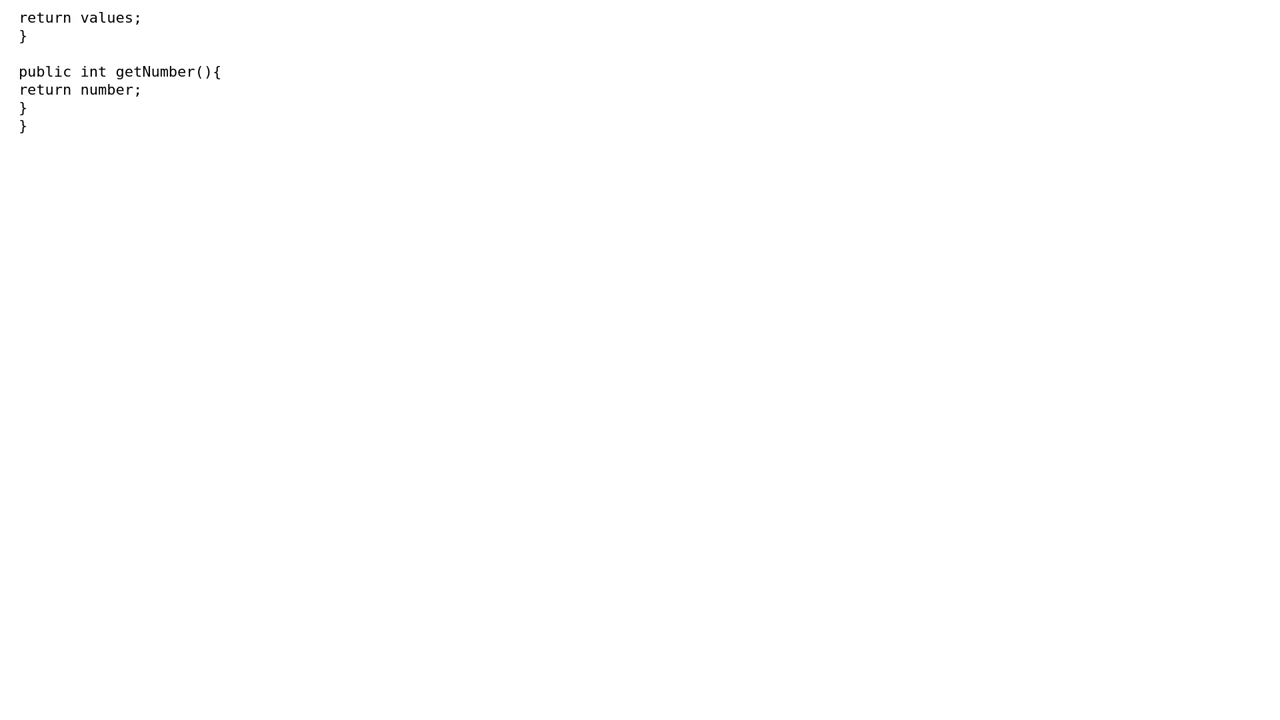 return values;
}

public int getNumber(){
return number;
}
}